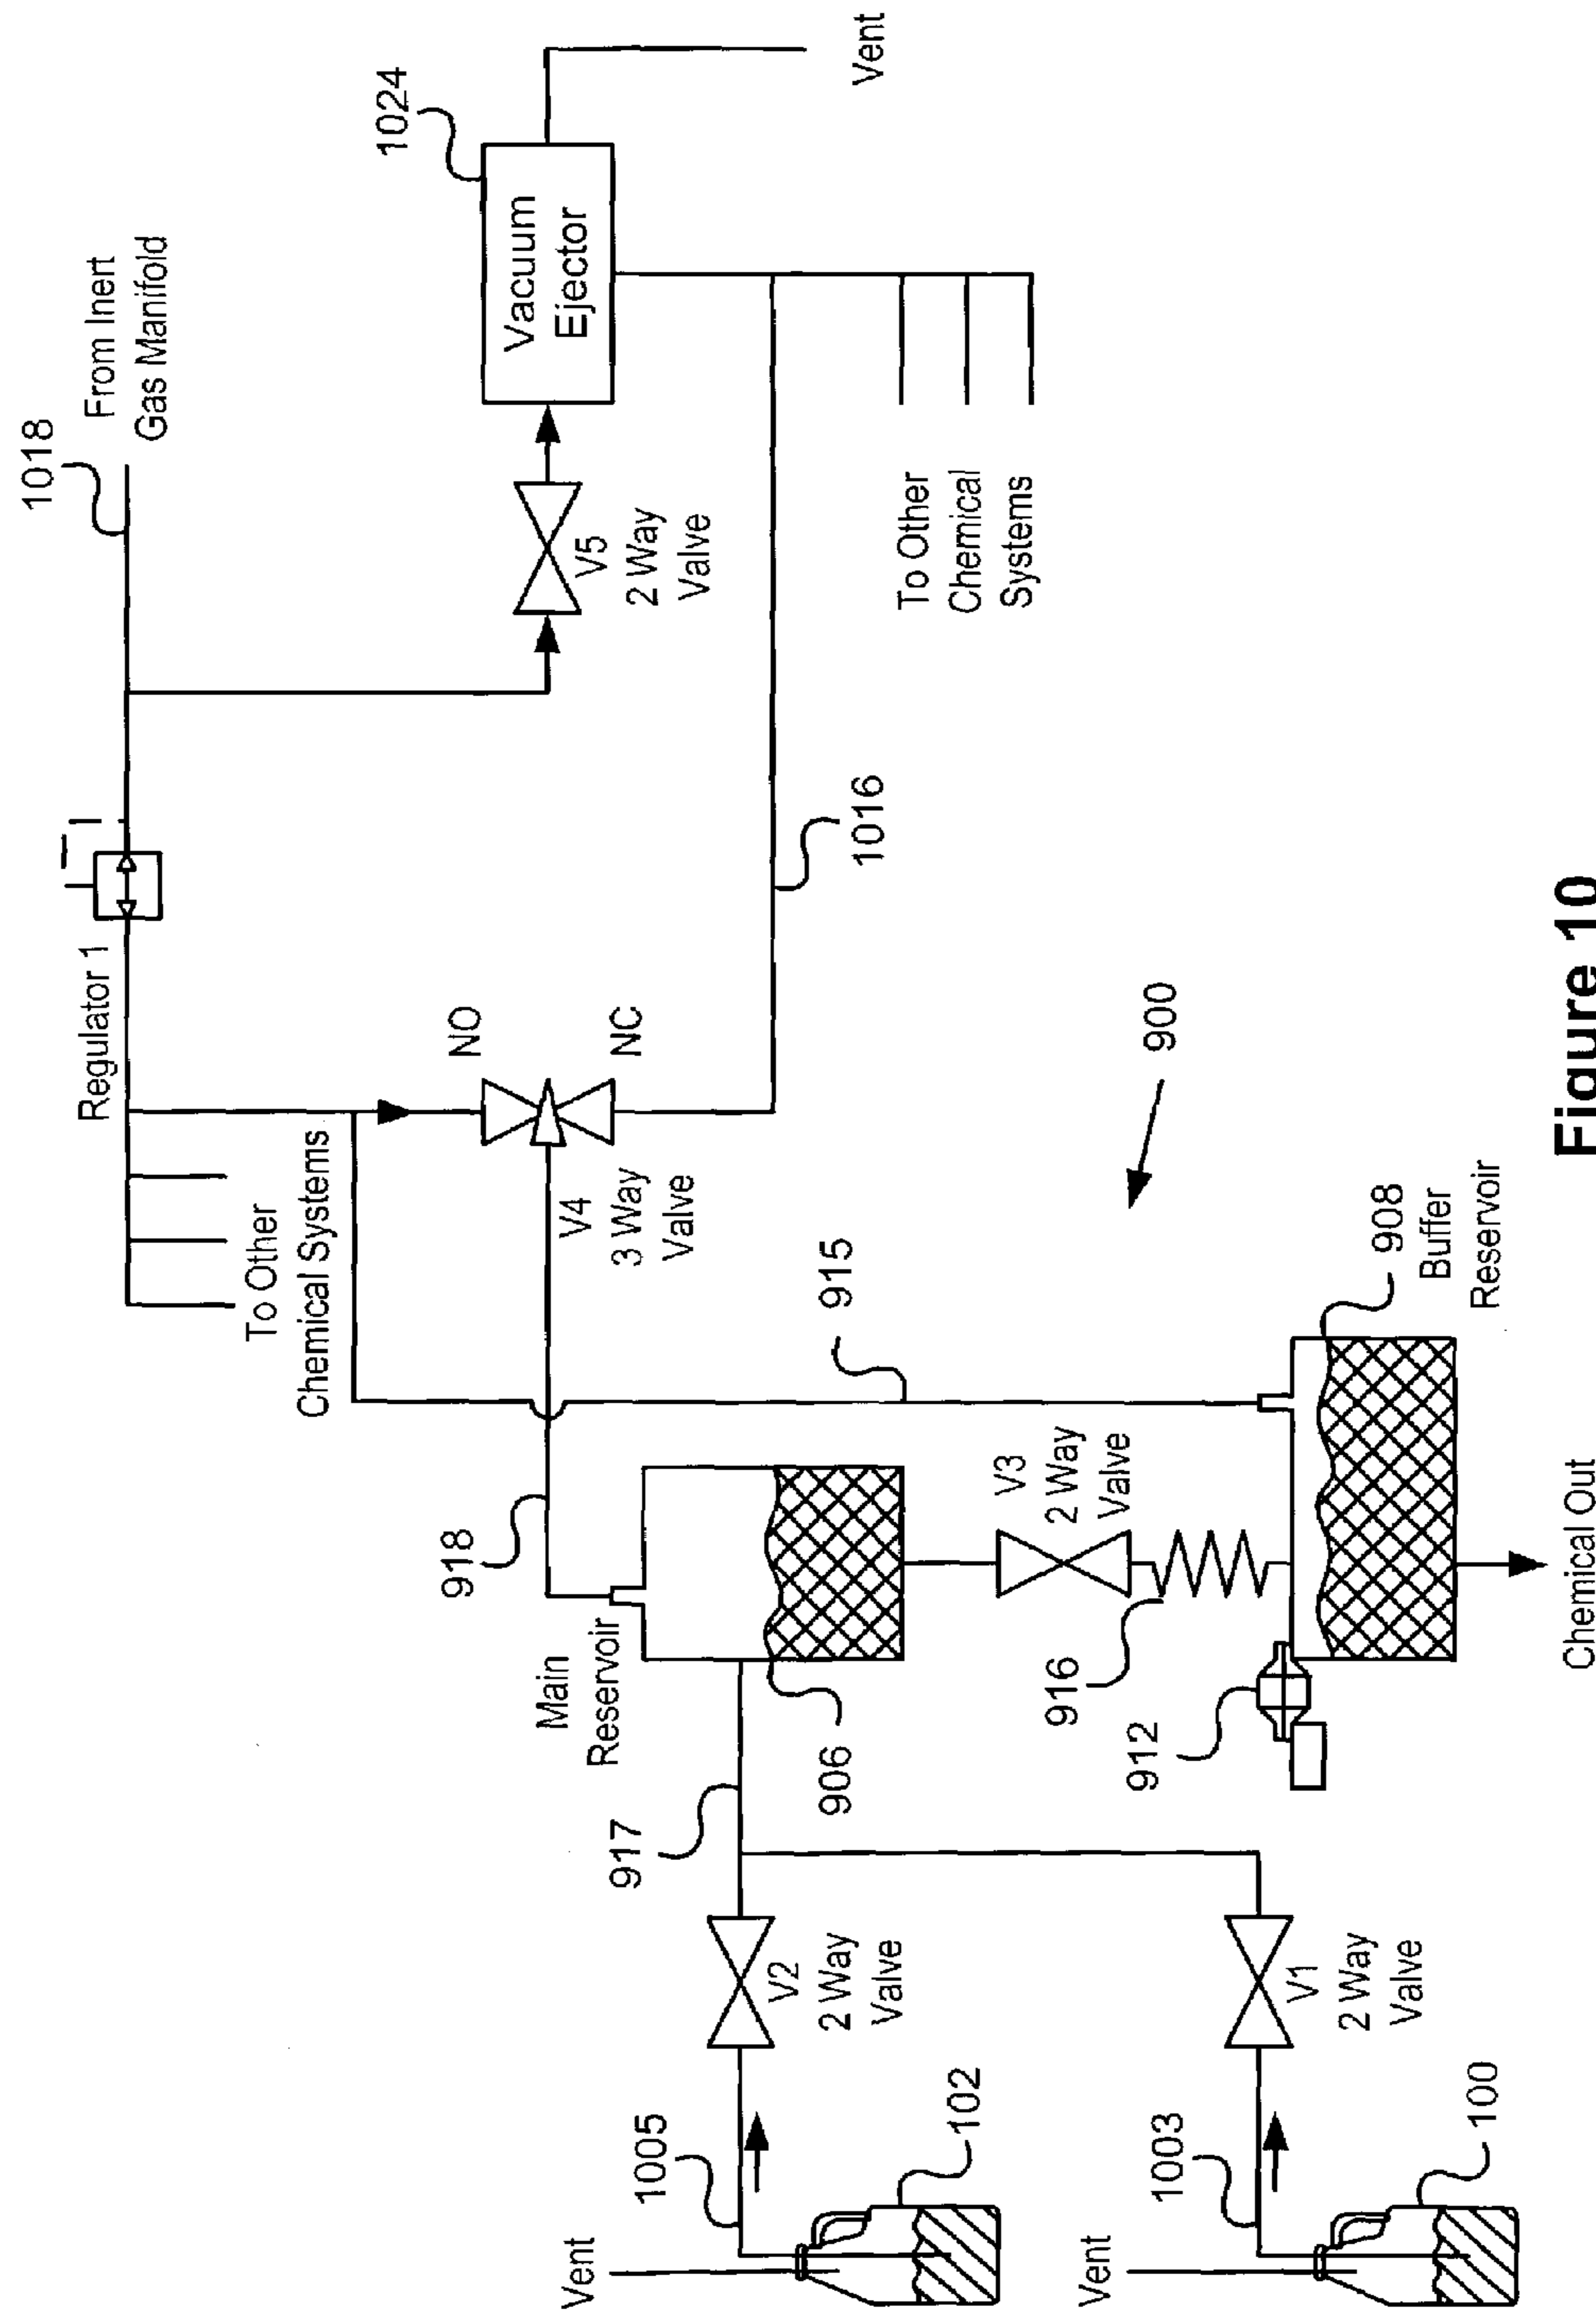 1018
From Inert
Gas Manifold
1024
Vacuum
Ejector
Vent
Regulator 1
To Other
Chemical Systems
NO
NC
V4
3 Way
Valve
V5
2 Way
Valve
1016
To Other
Chemical
Systems
918
Main
Reservoir
917
906
915
V3
2 Way
Valve
916
912
908
Buffer
Reservoir
900
Chemical Out
Vent
1005
102
V2
2 Way
Valve
Vent
1003
100
V1
2 Way
Valve
Figure 10